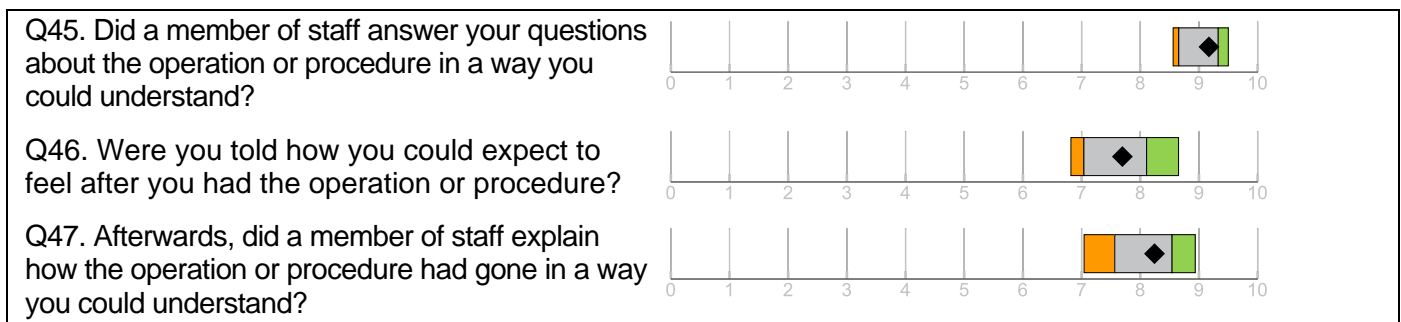 Q45. Did a member of staff answer your questions
about the operation or procedure in a way you
could understand?
0 1 2 3 4 5 6 7 8 9 10
Q46. Were you told how you could expect to
feel after you had the operation or procedure?
0 1 2 3 4 5 6 7 8 9 10
Q47. Afterwards, did a member of staff explain
how the operation or procedure had gone in a way
you could understand?
0 1 2 3 4 5 6 7 8 9 10